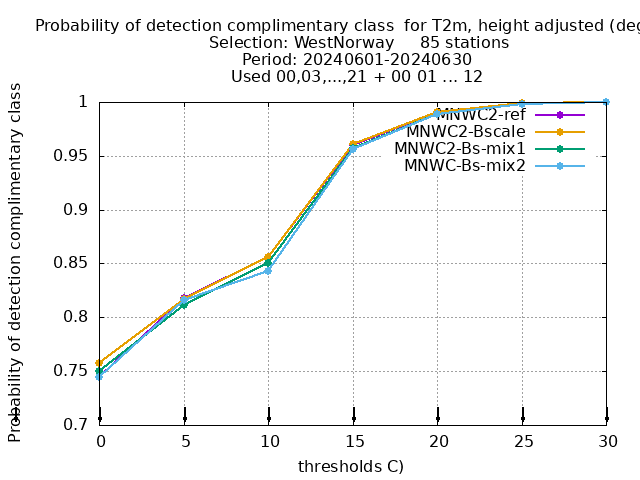 Probability of detection complimentary class  for T2m, height adjusted (deg
Selection: WestNorway     85 stations
Period: 20240601-20240630
Used 00,03,...,21 + 00 01 ... 12
Probability of detection complimentary class
1
0.95
0.9
0.85
0.8
0.75
0.7
MNWC2-ref
MNWC2-Bscale
MNWC2-Bs-mix1
MNWC-Bs-mix2
0 5 10 15 20 25 30
thresholds C)